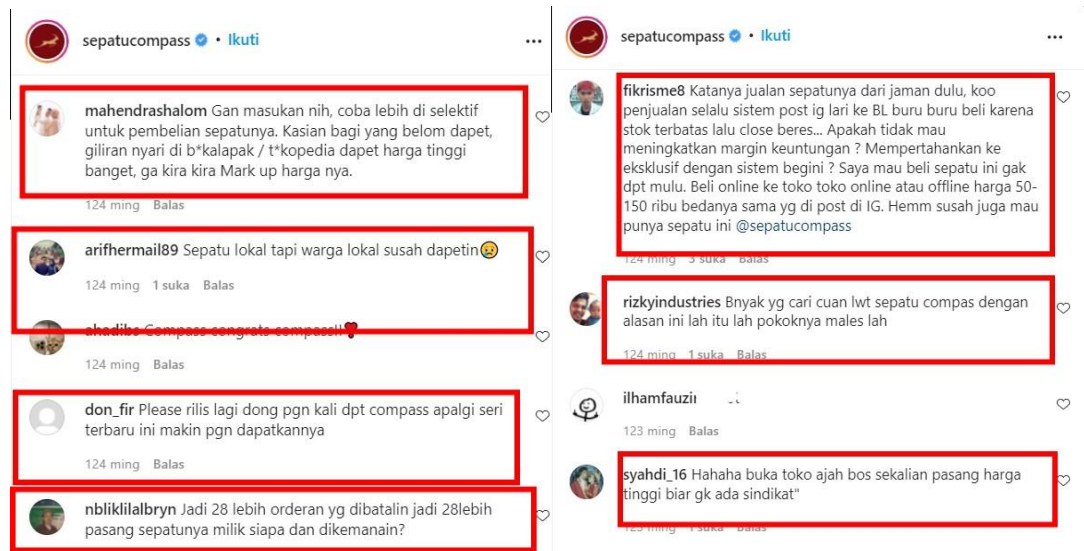 sepatucompass • Ikuti
mahendrashalom Gan masukan nih, coba lebih di selektif
untuk pembelian sepatunya. Kasian bagi yang belom dapet,
giliran nyari di b*kalapak / t*kopedia dapet harga tinggi
banget, ga kira kira Mark up harga nya.
124 ming Balas
arifhermail89 Sepatu lokal tapi warga lokal susah dapetin😢
124 ming 1 suka Balas
ahadibs Compass congrats compass!!❣
124 ming Balas
don_fir Please rilis lagi dong pgn kali dpt compass apalgi seri
terbaru ini makin pgn dapatkannya
124 ming Balas
nbliklilalbryn Jadi 28 lebih orderan yg dibatalin jadi 28lebih
pasang sepatunya milik siapa dan dikemanain?
sepatucompass • Ikuti
fikrisme8 Katanya jualan sepatunya dari jaman dulu, koo
penjualan selalu sistem post ig lari ke BL buru buru beli karena
stok terbatas lalu close beres... Apakah tidak mau
meningkatkan margin keuntungan ? Mempertahankan ke
eksklusif dengan sistem begini ? Saya mau beli sepatu ini gak
dpt mulu. Beli online ke toko toko online atau offline harga 50-
150 ribu bedanya sama yg di post di IG. Hemm susah juga mau
punya sepatu ini @sepatucompass
124 ming 3 suka Balas
rizkyindustries Bnyak yg cari cuan lwt sepatu compas dengan
alasan ini lah itu lah pokoknya males lah
124 ming 1 suka Balas
123 ming Balas
syahdi_16 Hahaha buka toko ajah bos sekalian pasang harga
tinggi biar gk ada sindikat"
123 ming 1 suka Balas